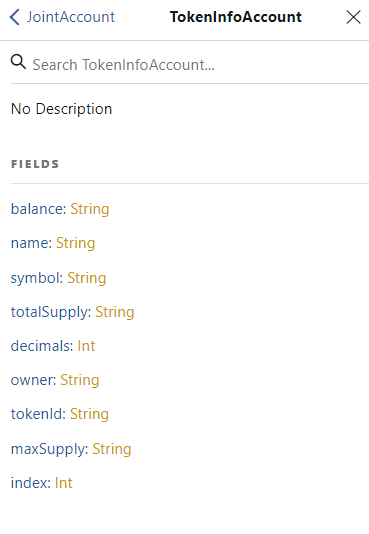 JointAccount TokenInfoAccount
Search TokenInfoAccount...
No Description
FIELDS
balance: String
name: String
symbol: String
totalSupply: String
decimals: Int
owner: String
tokenId: String
maxSupply: String
index: Int